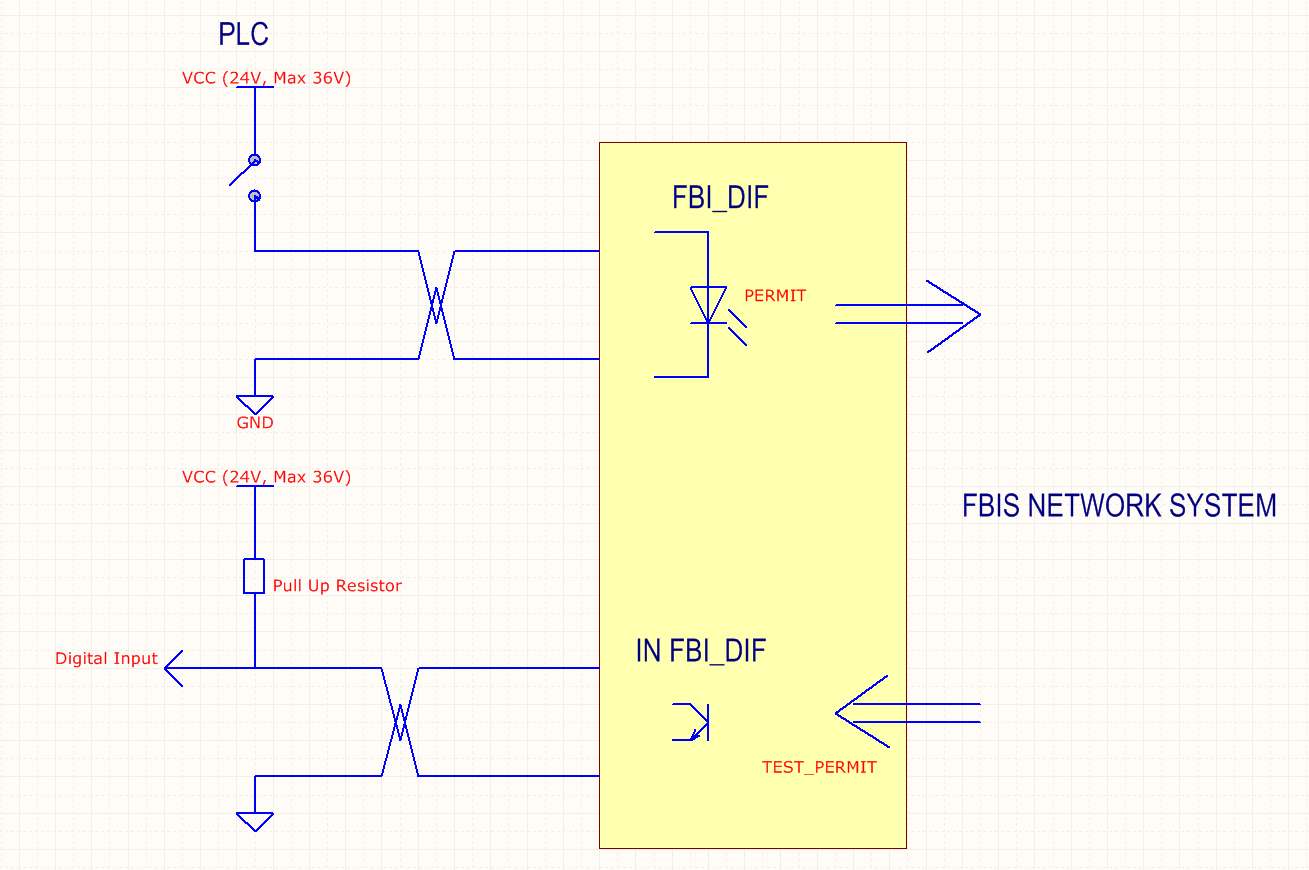 PLC
VCC (24V, Max 36V)
FBI_DIF
PERMIT
GND
VCC (24V, Max 36V)
FBIS NETWORK SYSTEM
Pull Up Resistor
Digital Input
IN FBI_DIF
TEST_PERMIT